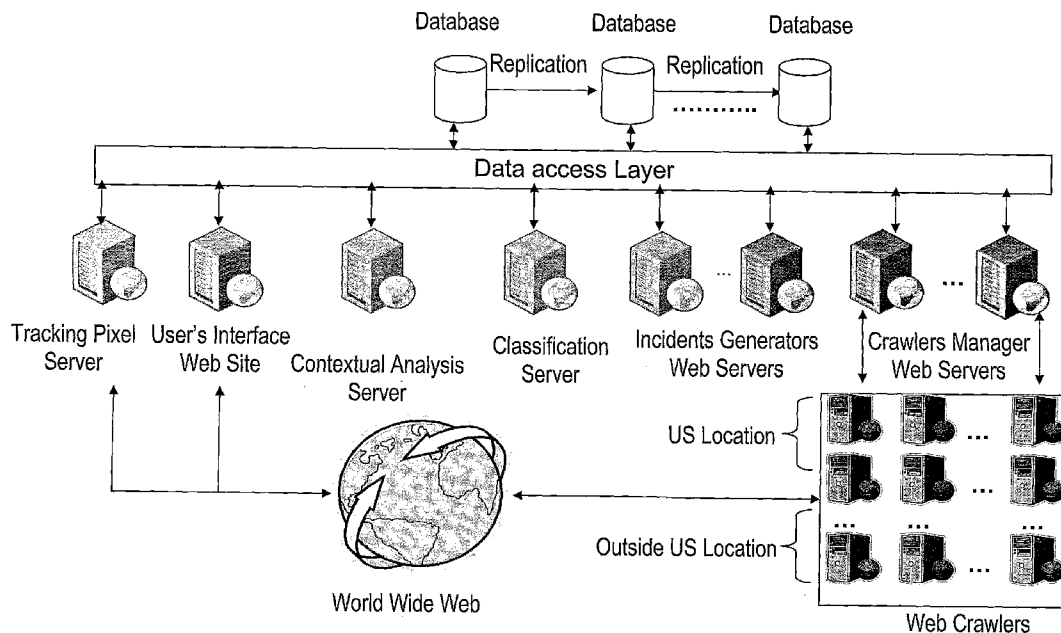 Database
Database
Database
Replication
Replication
Data access Layer
Tracking Pixel
Server
User's Interface
Web Site
Contextual Analysis
Server
Classification
Server
Incidents Generators
Web Servers
Crawlers Manager
Web Servers
US Location
Outside US Location
World Wide Web
Web Crawlers